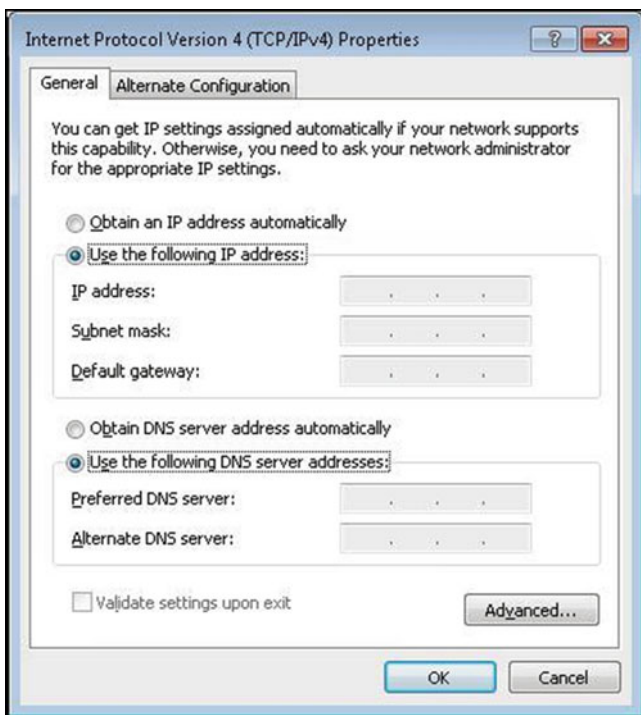 Internet Protocol Version 4 (TCP/IPv4) Properties
General
Alternate Configuration
You can get IP settings assigned automatically if your network supports
this capability. Otherwise, you need to ask your network administrator
for the appropriate IP settings.
Obtain an IP address automatically
Use the following IP address:
IP address: . . .
Subnet mask: . . .
Default gateway: . . .
Obtain DNS server address automatically
Use the following DNS server addresses:
Preferred DNS server: . . .
Alternate DNS server: . . .
Validate settings upon exit
Advanced...
OK Cancel